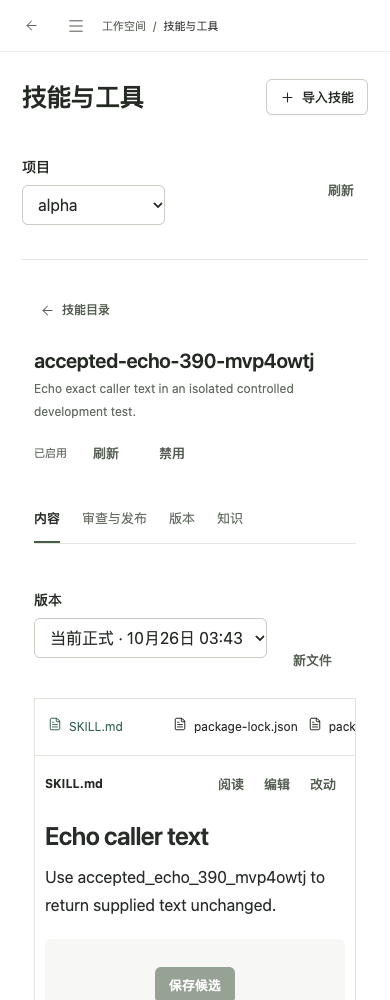 工作空间 / 技能与工具
技能与工具
导入技能
项目
alpha
刷新
技能目录
accepted-echo-390-mvp4owtj
Echo exact caller text in an isolated controlled
development test.
已启用 刷新 禁用
内容 审查与发布 版本 知识
版本
当前正式 · 10月26日 03:43
新文件
SKILL.md package-lock.json pack
SKILL.md 阅读 编辑 改动
Echo caller text
Use accepted_echo_390_mvp4owtj to
return supplied text unchanged.
保存候选